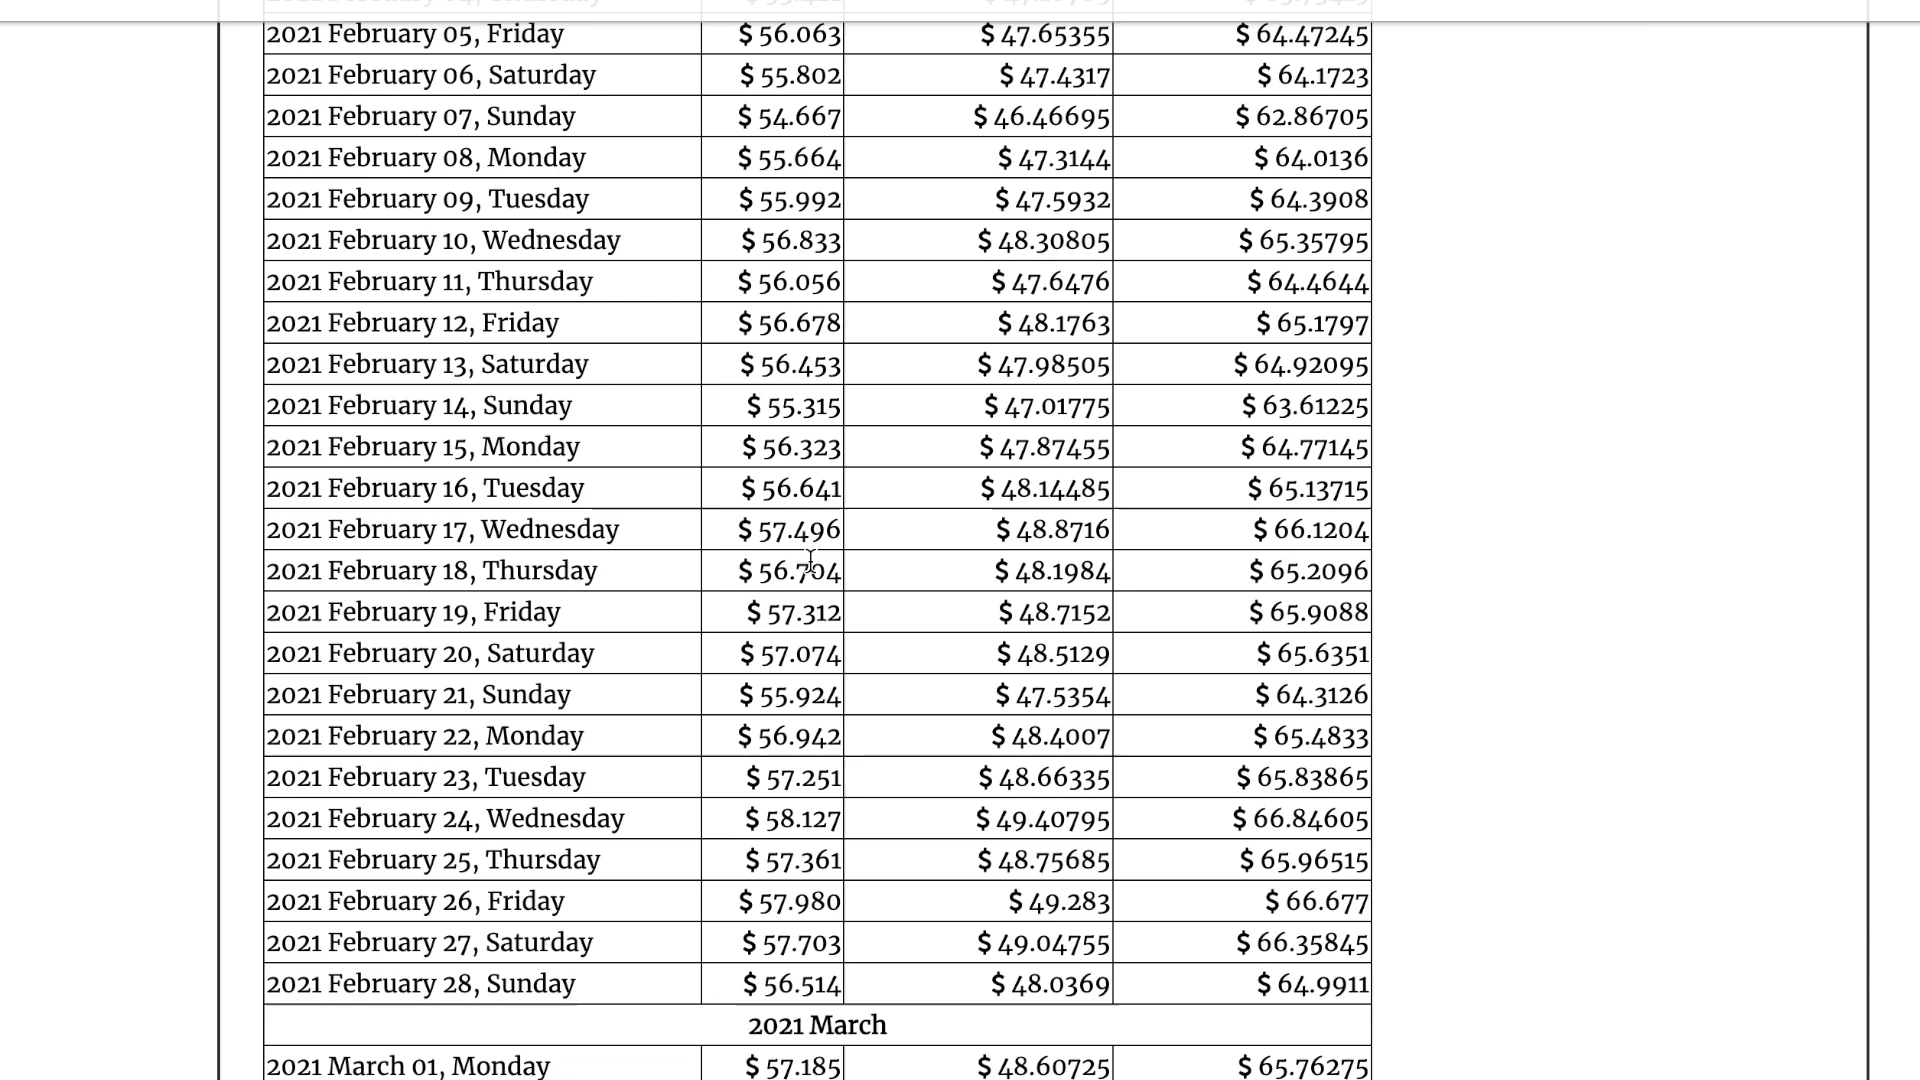 2021 February 05, Friday $ 56.063 $ 47.65355 $ 64.47245
2021 February 06, Saturday $ 55.802 $ 47.4317 $ 64.1723
2021 February 07, Sunday $ 54.667 $ 46.46695 $ 62.86705
2021 February 08, Monday $ 55.664 $ 47.3144 $ 64.0136
2021 February 09, Tuesday $ 55.992 $ 47.5932 $ 64.3908
2021 February 10, Wednesday $ 56.833 $ 48.30805 $ 65.35795
2021 February 11, Thursday $ 56.056 $ 47.6476 $ 64.4644
2021 February 12, Friday $ 56.678 $ 48.1763 $ 65.1797
2021 February 13, Saturday $ 56.453 $ 47.98505 $ 64.92095
2021 February 14, Sunday $ 55.315 $ 47.01775 $ 63.61225
2021 February 15, Monday $ 56.323 $ 47.87455 $ 64.77145
2021 February 16, Tuesday $ 56.641 $ 48.14485 $ 65.13715
2021 February 17, Wednesday $ 57.496 $ 48.8716 $ 66.1204
2021 February 18, Thursday $ 56.704 $ 48.1984 $ 65.2096
2021 February 19, Friday $ 57.312 $ 48.7152 $ 65.9088
2021 February 20, Saturday $ 57.074 $ 48.5129 $ 65.6351
2021 February 21, Sunday $ 55.924 $ 47.5354 $ 64.3126
2021 February 22, Monday $ 56.942 $ 48.4007 $ 65.4833
2021 February 23, Tuesday $ 57.251 $ 48.66335 $ 65.83865
2021 February 24, Wednesday $ 58.127 $ 49.40795 $ 66.84605
2021 February 25, Thursday $ 57.361 $ 48.75685 $ 65.96515
2021 February 26, Friday $ 57.980 $ 49.283 $ 66.677
2021 February 27, Saturday $ 57.703 $ 49.04755 $ 66.35845
2021 February 28, Sunday $ 56.514 $ 48.0369 $ 64.9911
2021 March
2021 March 01, Monday $ 57.185 $ 48.60725 $ 65.76275